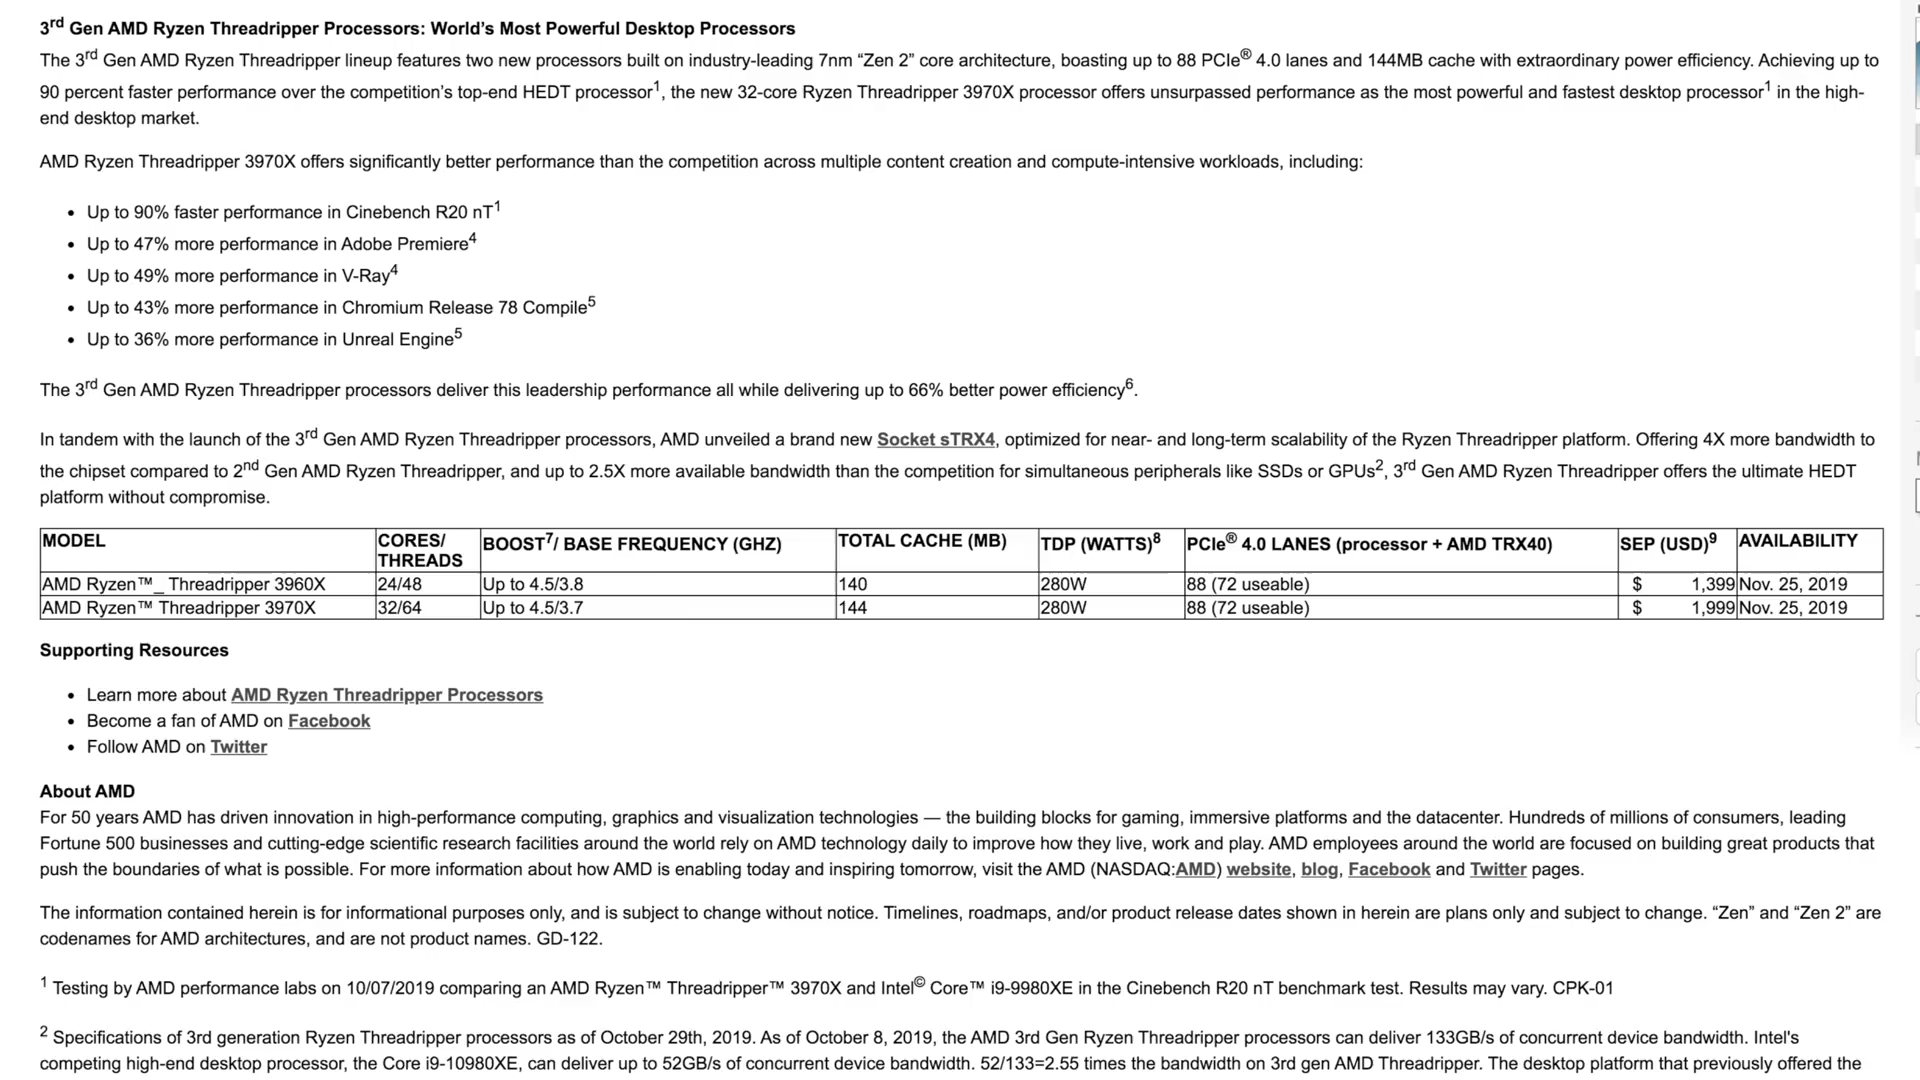 3rd Gen AMD Ryzen Threadripper Processors: World’s Most Powerful Desktop Processors
The 3rd Gen AMD Ryzen Threadripper lineup features two new processors built on industry-leading 7nm “Zen 2” core architecture, boasting up to 88 PCIe® 4.0 lanes and 144MB cache with extraordinary power efficiency. Achieving up to
90 percent faster performance over the competition’s top-end HEDT processor1, the new 32-core Ryzen Threadripper 3970X processor offers unsurpassed performance as the most powerful and fastest desktop processor1 in the high-
end desktop market.
AMD Ryzen Threadripper 3970X offers significantly better performance than the competition across multiple content creation and compute-intensive workloads, including:
• Up to 90% faster performance in Cinebench R20 nT1
• Up to 47% more performance in Adobe Premiere4
• Up to 49% more performance in V-Ray4
• Up to 43% more performance in Chromium Release 78 Compile5
• Up to 36% more performance in Unreal Engine5
The 3rd Gen AMD Ryzen Threadripper processors deliver this leadership performance all while delivering up to 66% better power efficiency6.
In tandem with the launch of the 3rd Gen AMD Ryzen Threadripper processors, AMD unveiled a brand new Socket sTRX4, optimized for near- and long-term scalability of the Ryzen Threadripper platform. Offering 4X more bandwidth to
the chipset compared to 2nd Gen AMD Ryzen Threadripper, and up to 2.5X more available bandwidth than the competition for simultaneous peripherals like SSDs or GPUs2, 3rd Gen AMD Ryzen Threadripper offers the ultimate HEDT
platform without compromise.
MODEL CORES/ THREADS BOOST7/ BASE FREQUENCY (GHZ) TOTAL CACHE (MB) TDP (WATTS)8 PCIe® 4.0 LANES (processor + AMD TRX40) SEP (USD)9 AVAILABILITY
AMD Ryzen™_ Threadripper 3960X 24/48 Up to 4.5/3.8 140 280W 88 (72 useable) $ 1,399 Nov. 25, 2019
AMD Ryzen™ Threadripper 3970X 32/64 Up to 4.5/3.7 144 280W 88 (72 useable) $ 1,999 Nov. 25, 2019
Supporting Resources
• Learn more about AMD Ryzen Threadripper Processors
• Become a fan of AMD on Facebook
• Follow AMD on Twitter
About AMD
For 50 years AMD has driven innovation in high-performance computing, graphics and visualization technologies — the building blocks for gaming, immersive platforms and the datacenter. Hundreds of millions of consumers, leading
Fortune 500 businesses and cutting-edge scientific research facilities around the world rely on AMD technology daily to improve how they live, work and play. AMD employees around the world are focused on building great products that
push the boundaries of what is possible. For more information about how AMD is enabling today and inspiring tomorrow, visit the AMD (NASDAQ:AMD) website, blog, Facebook and Twitter pages.
The information contained herein is for informational purposes only, and is subject to change without notice. Timelines, roadmaps, and/or product release dates shown in herein are plans only and subject to change. “Zen” and “Zen 2” are
codenames for AMD architectures, and are not product names. GD-122.
1 Testing by AMD performance labs on 10/07/2019 comparing an AMD Ryzen™ Threadripper™ 3970X and Intel© Core™ i9-9980XE in the Cinebench R20 nT benchmark test. Results may vary. CPK-01
2 Specifications of 3rd generation Ryzen Threadripper processors as of October 29th, 2019. As of October 8, 2019, the AMD 3rd Gen Ryzen Threadripper processors can deliver 133GB/s of concurrent device bandwidth. Intel's
competing high-end desktop processor, the Core i9-10980XE, can deliver up to 52GB/s of concurrent device bandwidth. 52/133=2.55 times the bandwidth on 3rd gen AMD Threadripper. The desktop platform that previously offered the